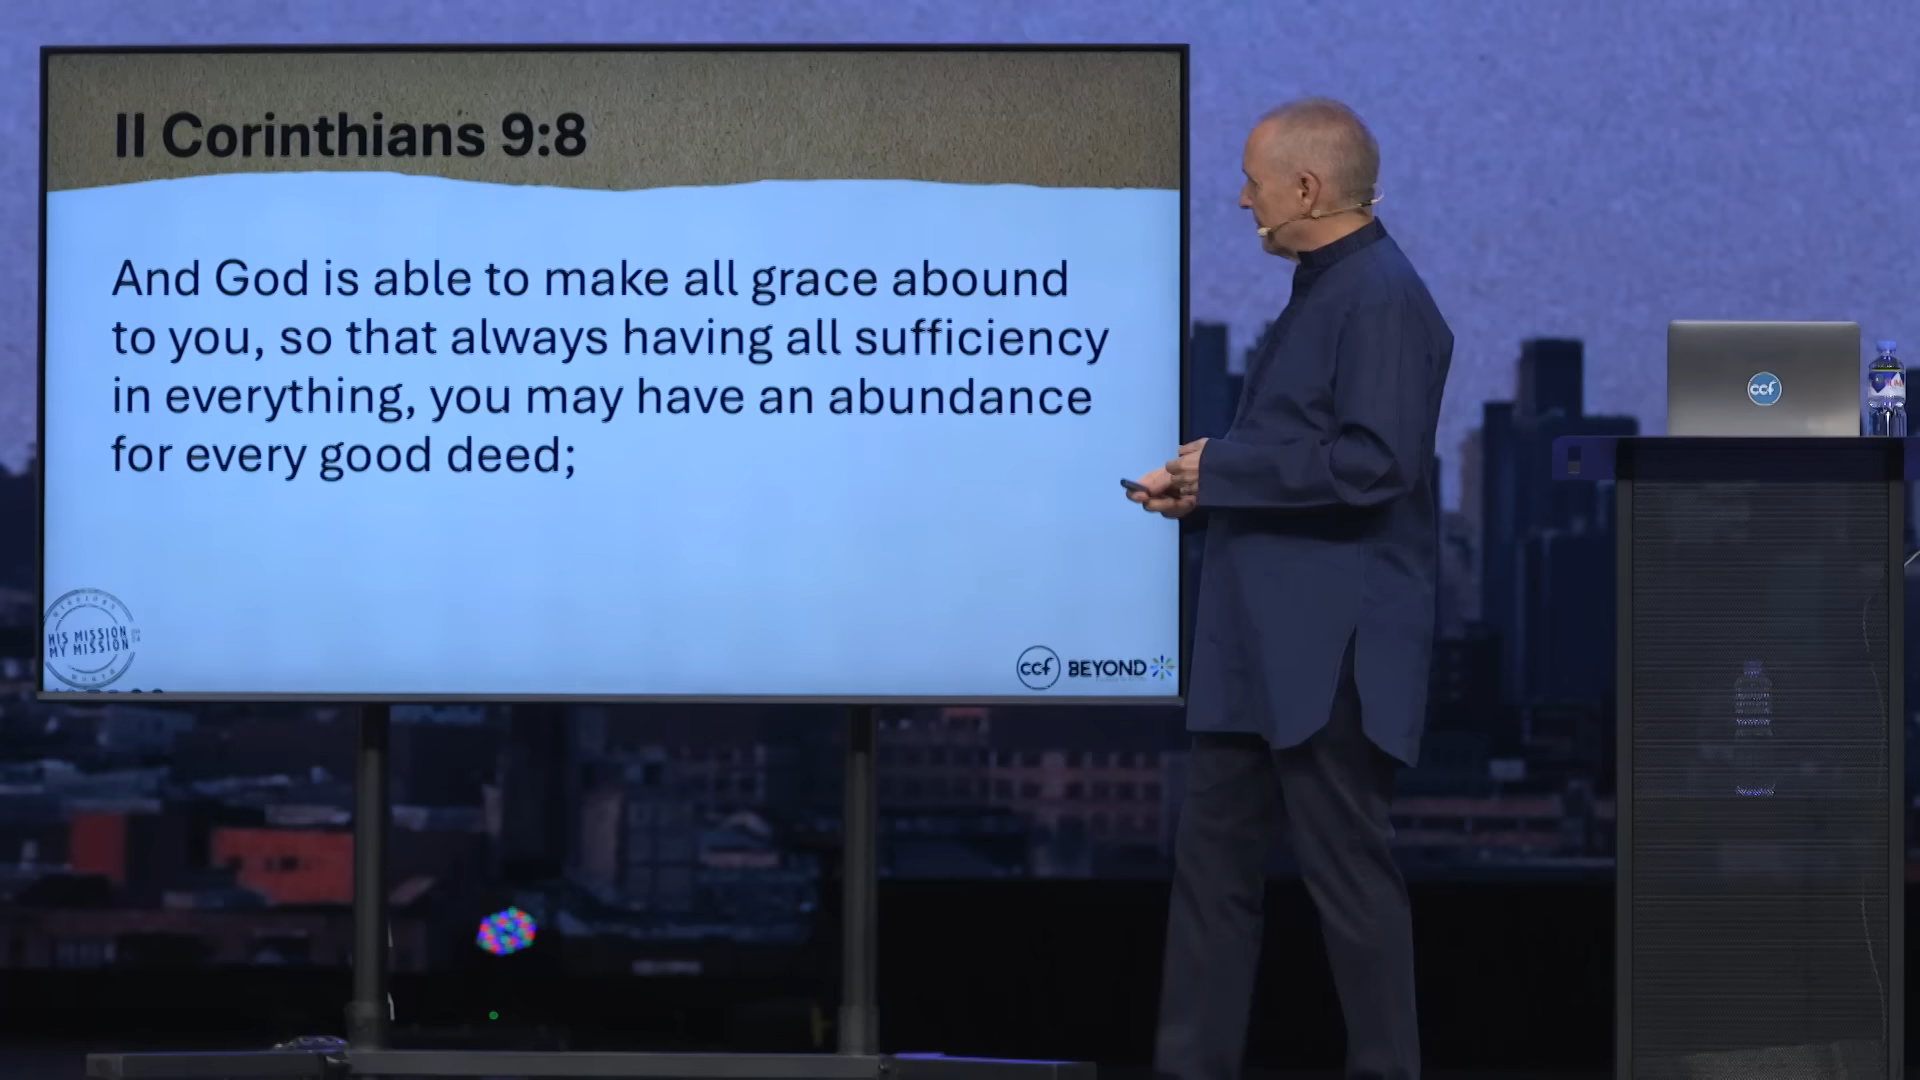 II Corinthians 9:8
And God is able to make all grace abound
to you, so that always having all sufficiency
in everything, you may have an abundance
for every good deed;
HIS MISSION
MY MISSION
ccf BEYOND
ccf